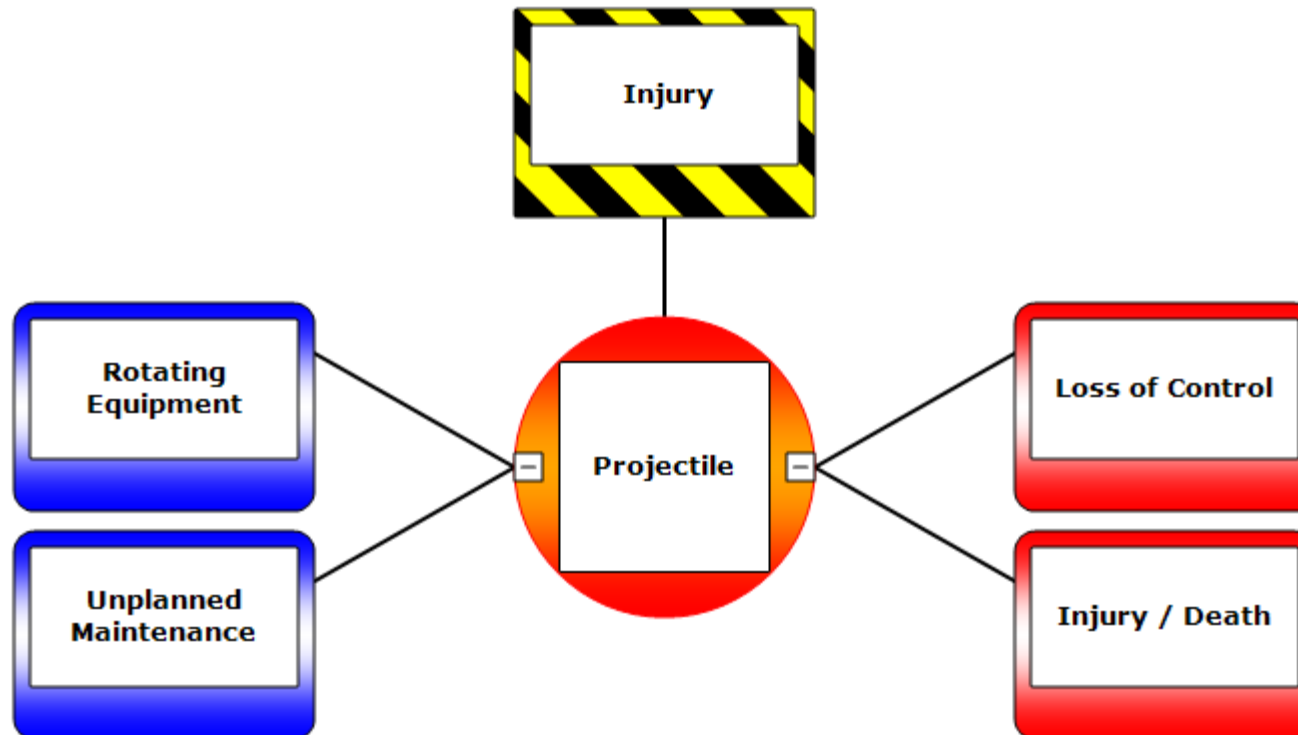 Injury
Rotating
Equipment
Projectile
Loss of Control
Unplanned
Maintenance
Injury / Death